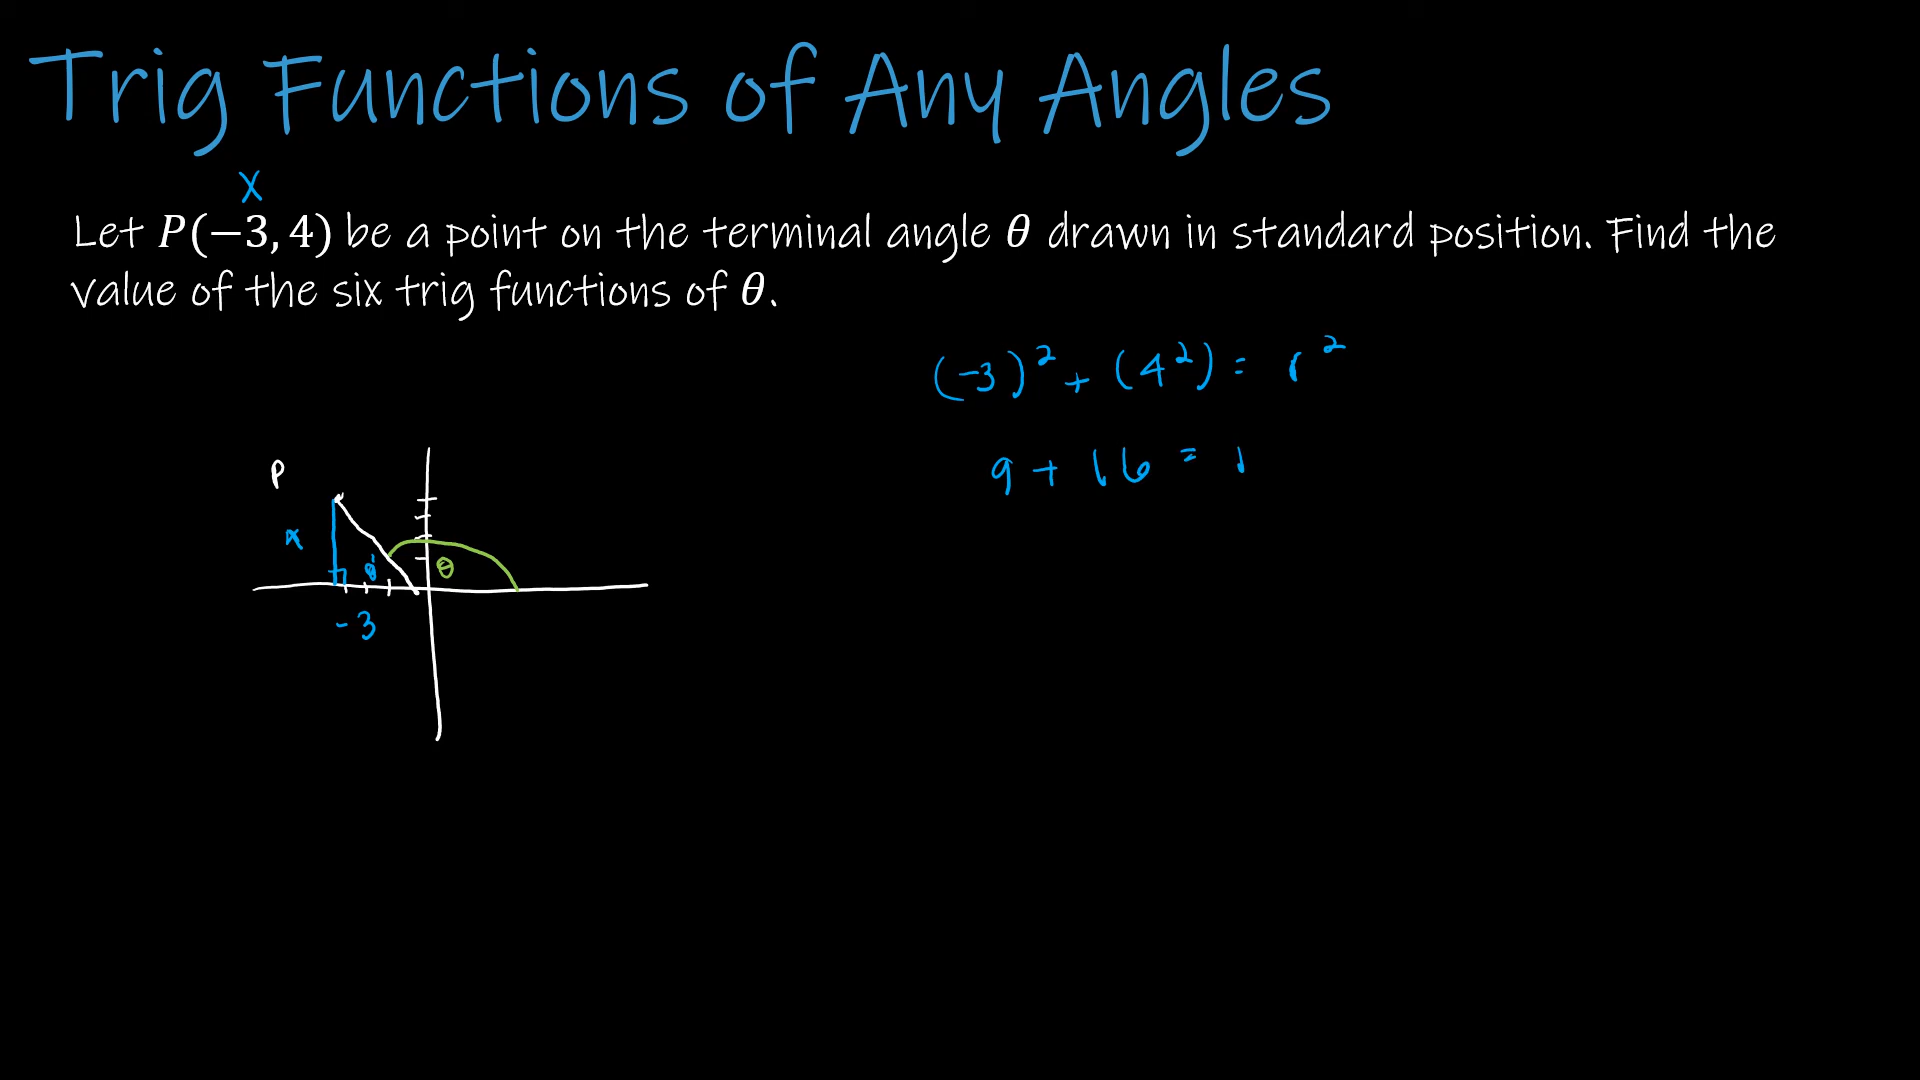 Trig Functions of Any Angles
x
Let P(−3, 4) be a point on the terminal angle θ drawn in standard position. Find the
value of the six trig functions of θ.
(-3)² + (4²) = r²
9 + 16 =
P
θ'
θ
-3